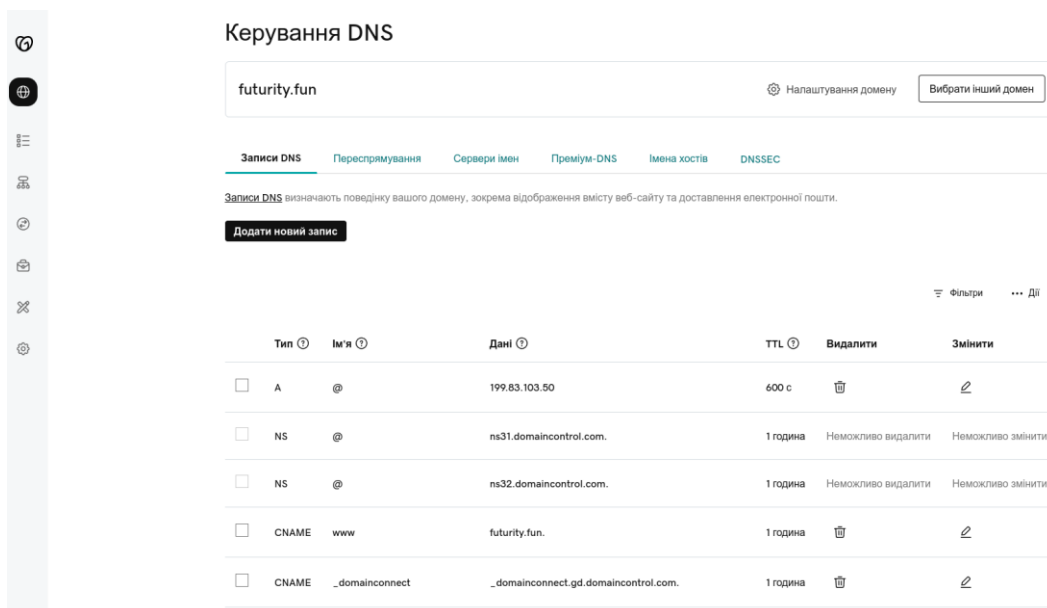 Керування DNS
futurity.fun
Налаштування домену
Вибрати інший домен
Записи DNS
Переспрямування
Сервери імен
Преміум-DNS
Імена хостів
DNSSEC
Записи DNS визначають поведінку вашого домену, зокрема відображення вмісту веб-сайту та доставлення електронної пошти.
Додати новий запис
Фільтри
Дії
Тип Ім'я Дані TTL Видалити Змінити
A @ 199.83.103.50 600 с
NS @ ns31.domaincontrol.com. 1 година Неможливо видалити Неможливо змінити
NS @ ns32.domaincontrol.com. 1 година Неможливо видалити Неможливо змінити
CNAME www futurity.fun. 1 година
CNAME _domainconnect _domainconnect.gd.domaincontrol.com. 1 година